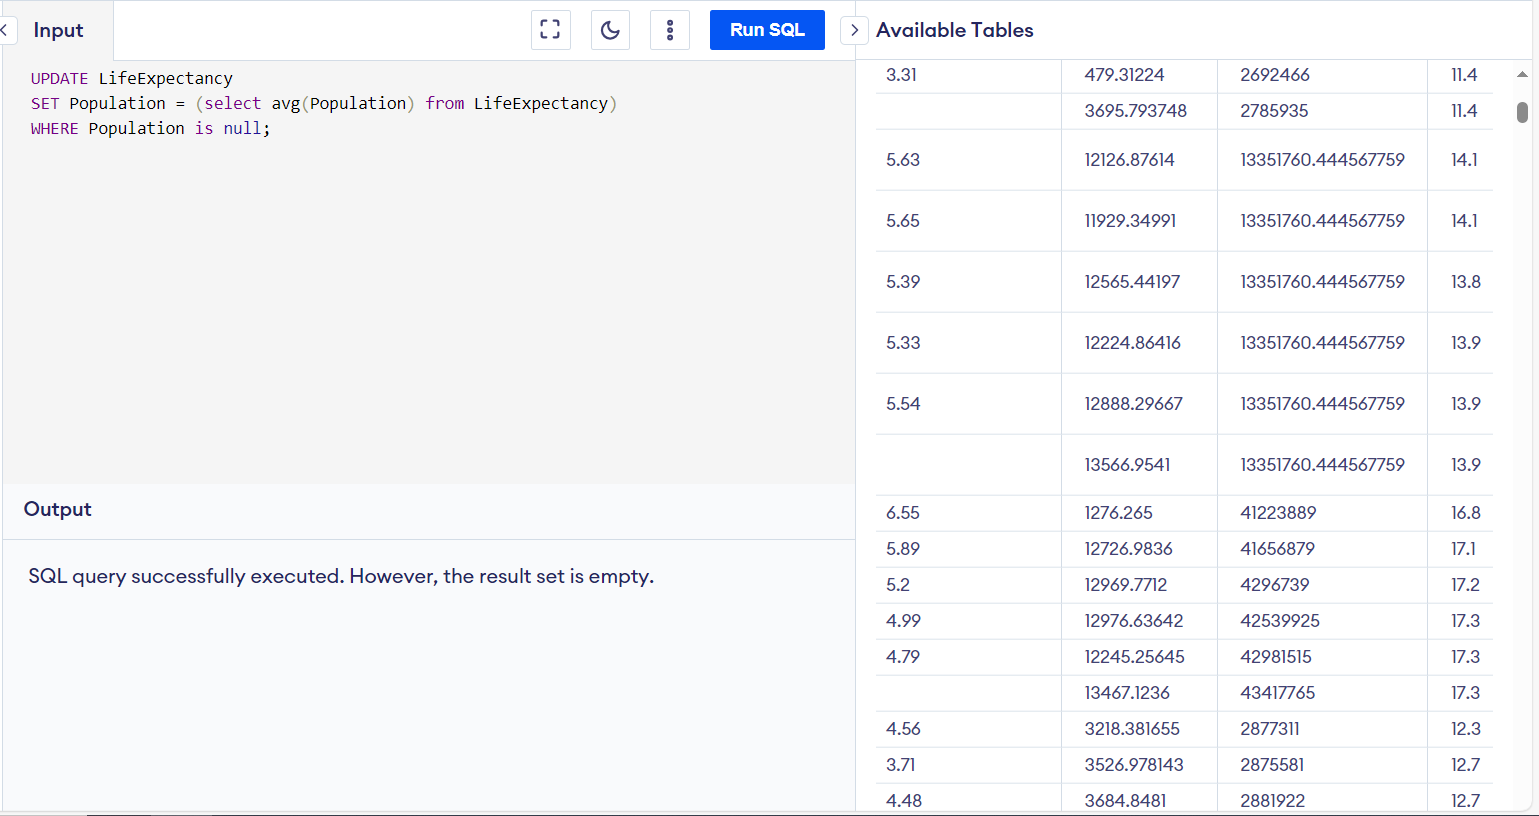 Input
Run SQL
Available Tables
UPDATE LifeExpectancy
SET Population = (select avg(Population) from LifeExpectancy)
WHERE Population is null;
Output
SQL query successfully executed. However, the result set is empty.
3.31 479.31224 2692466 11.4
3695.793748 2785935 11.4
5.63 12126.87614 13351760.444567759 14.1
5.65 11929.34991 13351760.444567759 14.1
5.39 12565.44197 13351760.444567759 13.8
5.33 12224.86416 13351760.444567759 13.9
5.54 12888.29667 13351760.444567759 13.9
13566.9541 13351760.444567759 13.9
6.55 1276.265 41223889 16.8
5.89 12726.9836 41656879 17.1
5.2 12969.7712 4296739 17.2
4.99 12976.63642 42539925 17.3
4.79 12245.25645 42981515 17.3
13467.1236 43417765 17.3
4.56 3218.381655 2877311 12.3
3.71 3526.978143 2875581 12.7
4.48 3684.8481 2881922 12.7